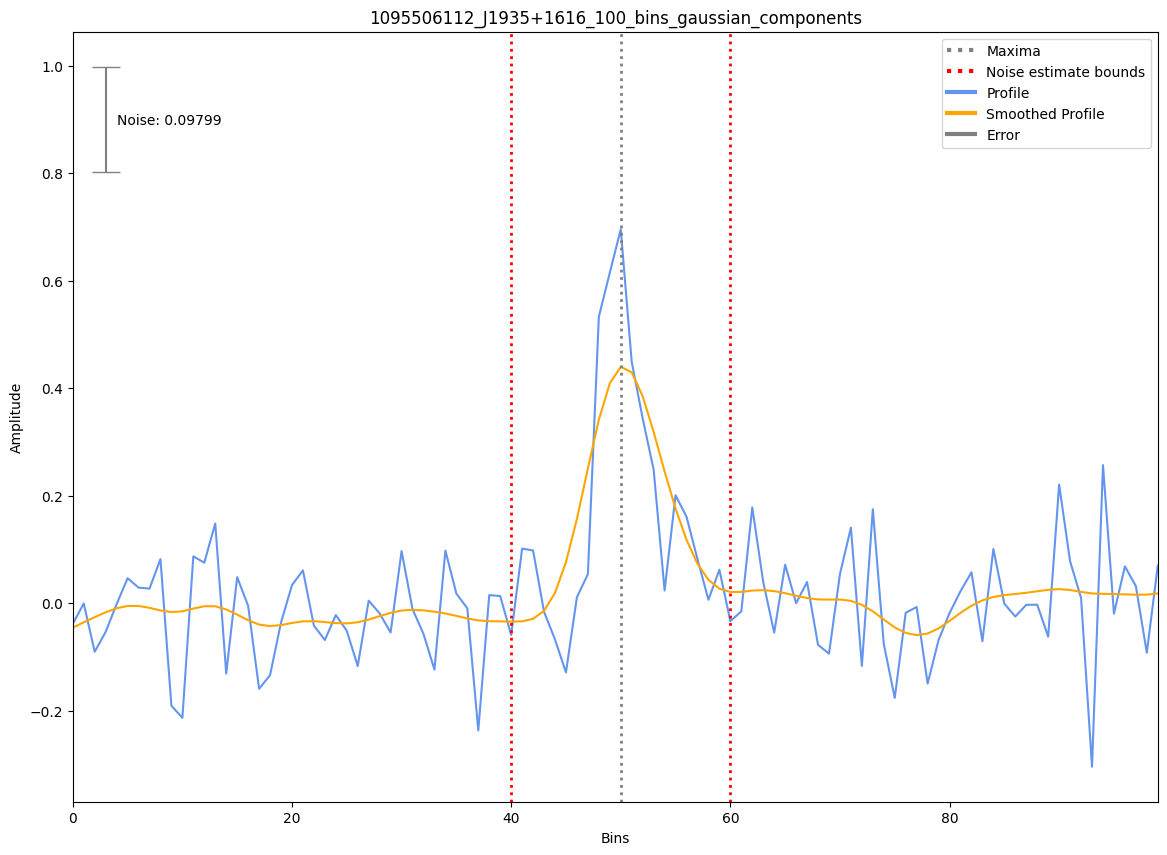 1095506112_J1935+1616_100_bins_gaussian_components
Maxima
Noise estimate bounds
Profile
Smoothed Profile
Error
Noise: 0.09799
Amplitude
1.0
0.8
0.6
0.4
0.2
0.0
−0.2
0 20 40 60 80
Bins